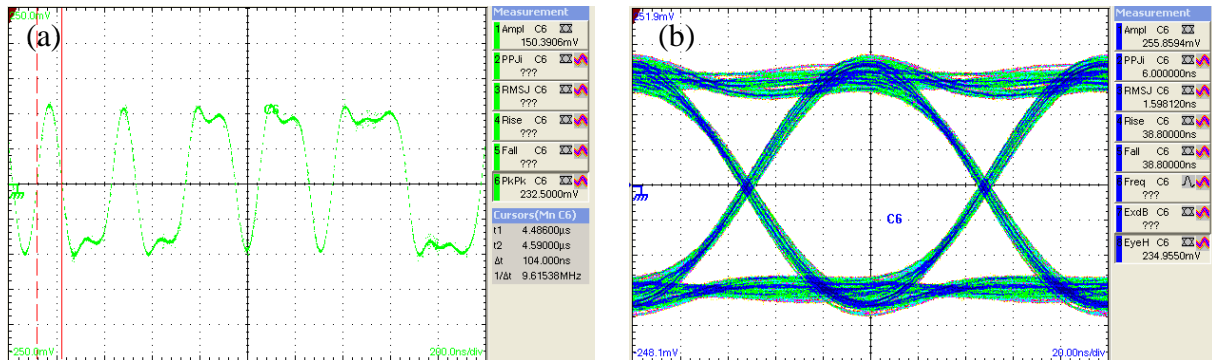 (a)
250.0mV
C6
-250.0mV
200.0ns/div
Measurement
1 Ampl C6
150.3906mV
2 PPJi C6
???
3 RMSJ C6
???
4 Rise C6
???
5 Fall C6
???
6 PkPk C6
232.5000mV
Cursors(Mn C6)
t1 4.48600µs
t2 4.59000µs
Δt 104.000ns
1/Δt 9.61538MHz
(b)
251.9mV
C6
-248.1mV
20.00ns/div
Measurement
Ampl C6
255.8594mV
PPJi C6
6.000000ns
RMSJ C6
1.598120ns
Rise C6
38.80000ns
Fall C6
38.80000ns
Freq C6
???
ExdB C6
???
EyeH C6
234.9550mV